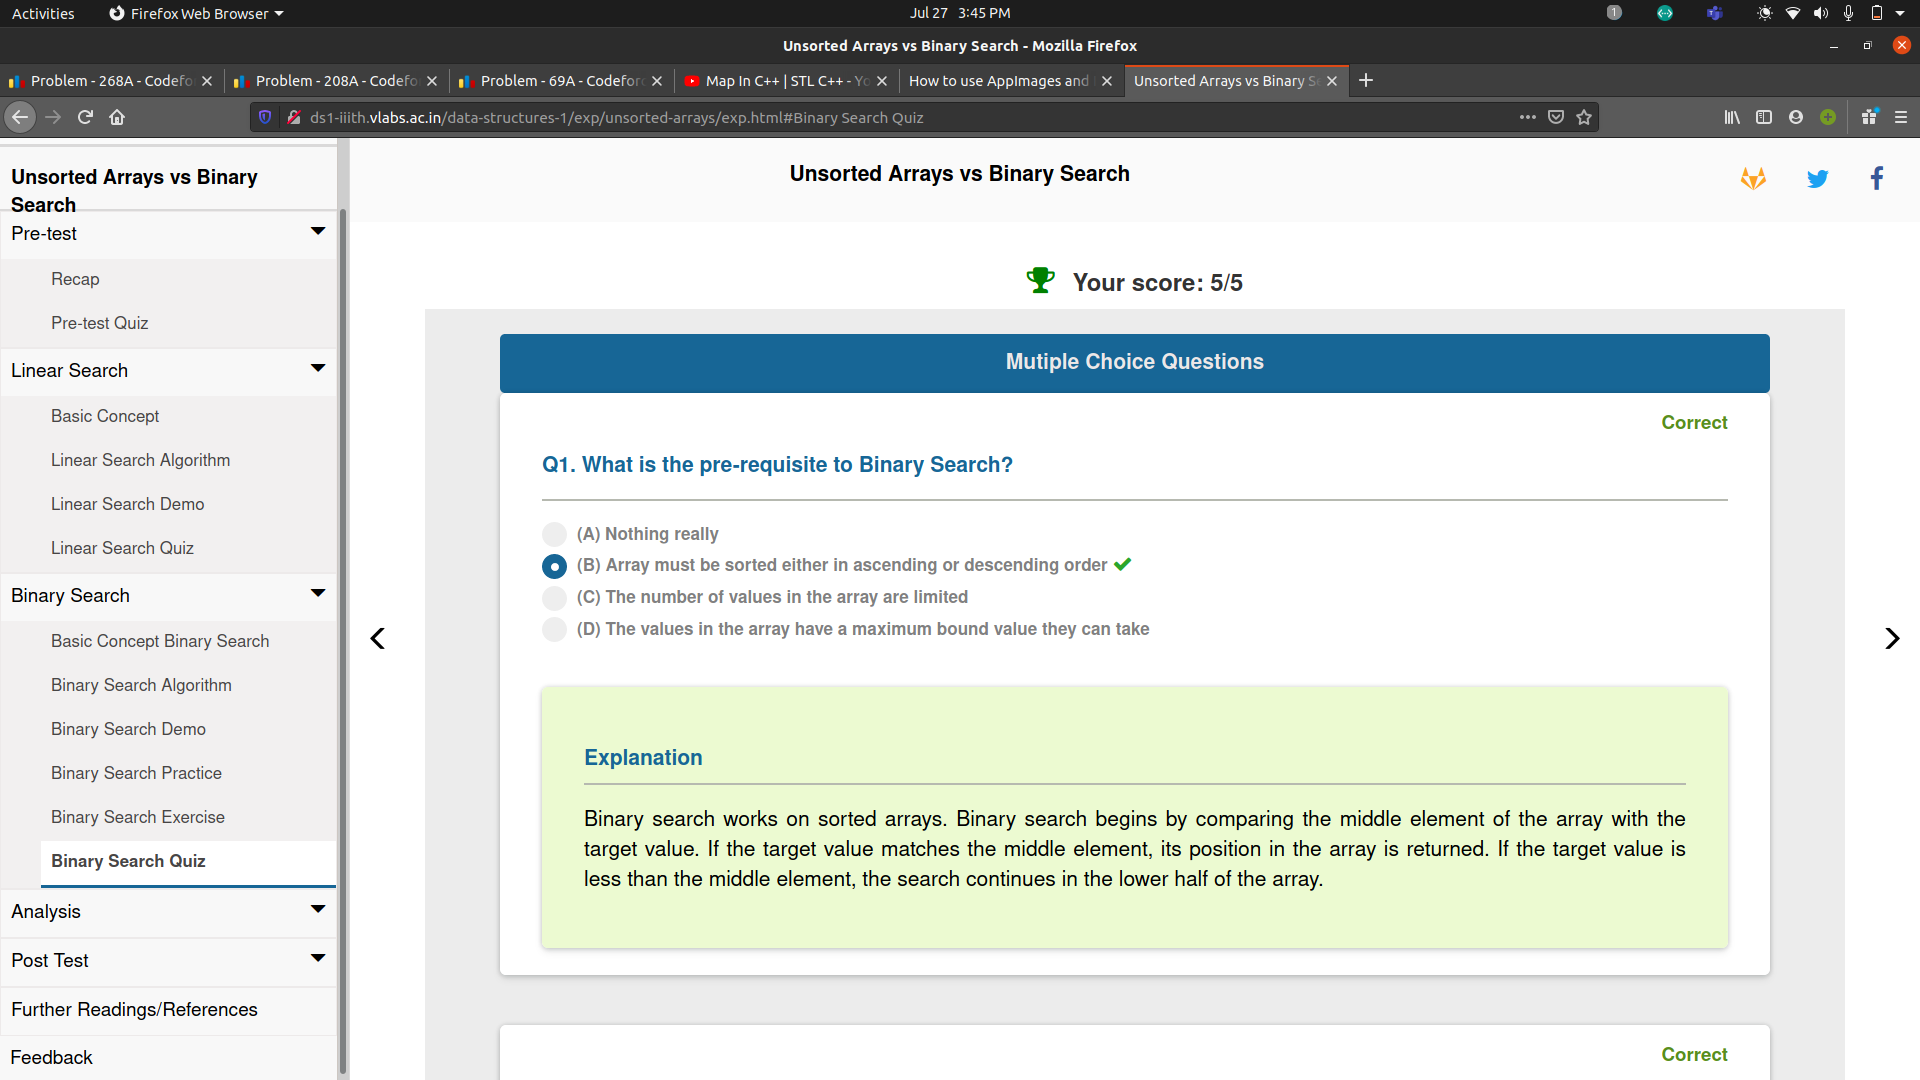 Activities
Firefox Web Browser
Jul 27 3:45 PM
1
Unsorted Arrays vs Binary Search - Mozilla Firefox
Problem - 268A - Codefo
Problem - 208A - Codefo
Problem - 69A - Codefor
Map In C++ | STL C++ - Yo
How to use AppImages and
Unsorted Arrays vs Binary Se
ds1-iiith.vlabs.ac.in/data-structures-1/exp/unsorted-arrays/exp.html#Binary Search Quiz
Unsorted Arrays vs Binary
Search
Pre-test
Recap
Pre-test Quiz
Linear Search
Basic Concept
Linear Search Algorithm
Linear Search Demo
Linear Search Quiz
Binary Search
Basic Concept Binary Search
Binary Search Algorithm
Binary Search Demo
Binary Search Practice
Binary Search Exercise
Binary Search Quiz
Analysis
Post Test
Further Readings/References
Feedback
Unsorted Arrays vs Binary Search
Your score: 5/5
Mutiple Choice Questions
Correct
Q1. What is the pre-requisite to Binary Search?
(A) Nothing really
(B) Array must be sorted either in ascending or descending order
(C) The number of values in the array are limited
(D) The values in the array have a maximum bound value they can take
Explanation
Binary search works on sorted arrays. Binary search begins by comparing the middle element of the array with the
target value. If the target value matches the middle element, its position in the array is returned. If the target value is
less than the middle element, the search continues in the lower half of the array.
Correct